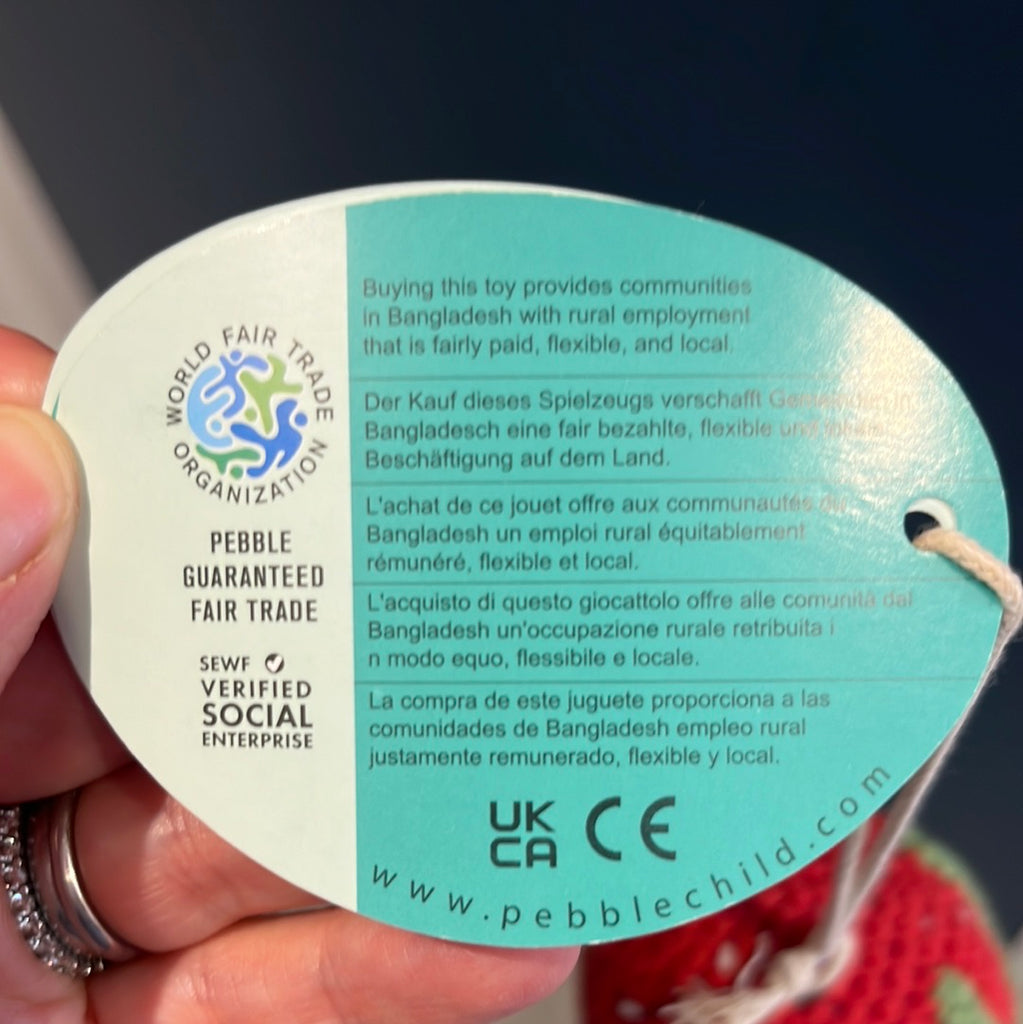 WORLD FAIR TRADE
ORGANIZATION
PEBBLE
GUARANTEED
FAIR TRADE
SEWF
VERIFIED
SOCIAL
ENTERPRISE
Buying this toy provides communities
in Bangladesh with rural employment
that is fairly paid, flexible, and local.
Der Kauf dieses Spielzeugs verschafft Gemeinden in
Bangladesch eine fair bezahlte, flexible und lokale
Beschäftigung auf dem Land.
L'achat de ce jouet offre aux communautés du
Bangladesh un emploi rural équitablement
rémunéré, flexible et local.
L'acquisto di questo giocattolo offre alle comunità dal
Bangladesh un'occupazione rurale retribuita i
n modo equo, flessibile e locale.
La compra de este juguete proporciona a las
comunidades de Bangladesh empleo rural
justamente remunerado, flexible y local.
UK
CA
CE
www.pebblechild.com